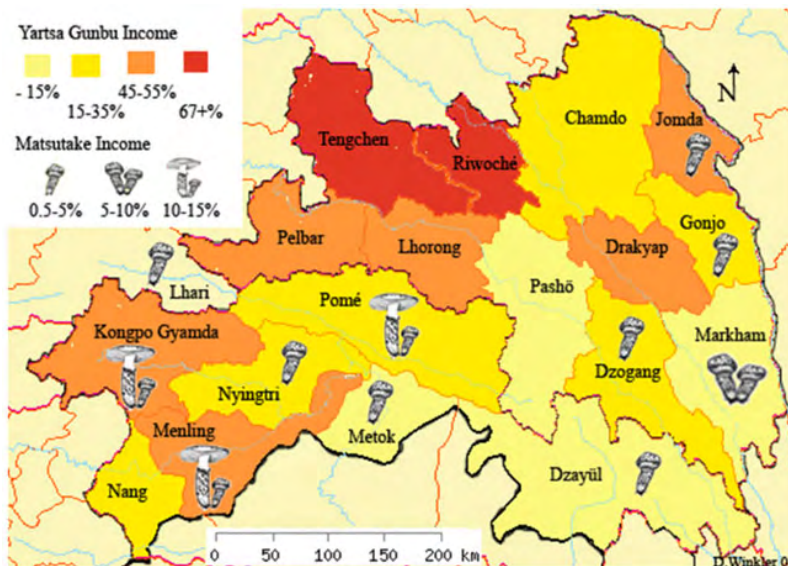 Yartsa Gunbu Income
45-55%
- 15%
15-35%
67+%
Matsutake Income
0.5-5%
5-10%
10-15%
N
Chamdo
Jomda
Tengchen
Riwoché
Gonjo
Pelbar
Lhorong
Drakyap
Lhari
Pashö
Pomé
Markham
Kongpo Gyamda
Dzogang
Nyingtri
Menling
Metok
Dzayül
Nang
0 50 100 150 200 km
D.Winkler